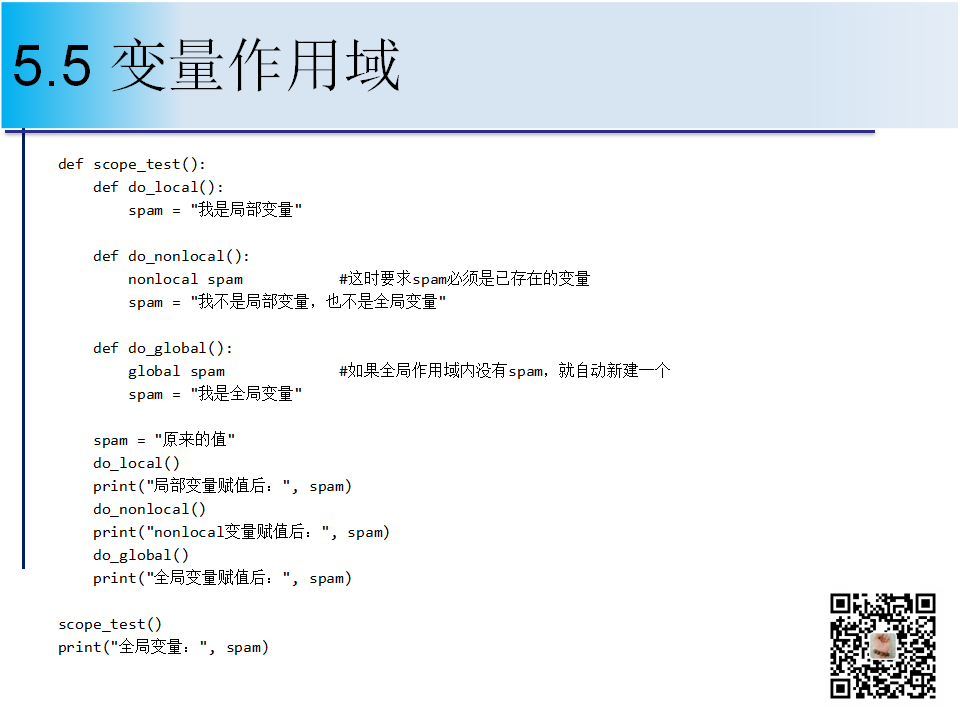 5.5 变量作用域
def scope_test():
    def do_local():
        spam = "我是局部变量"
    def do_nonlocal():
        nonlocal spam           #这时要求spam必须是已存在的变量
        spam = "我不是局部变量，也不是全局变量"
    def do_global():
        global spam             #如果全局作用域内没有spam，就自动新建一个
        spam = "我是全局变量"
    spam = "原来的值"
    do_local()
    print("局部变量赋值后：", spam)
    do_nonlocal()
    print("nonlocal变量赋值后：", spam)
    do_global()
    print("全局变量赋值后：", spam)
scope_test()
print("全局变量：", spam)